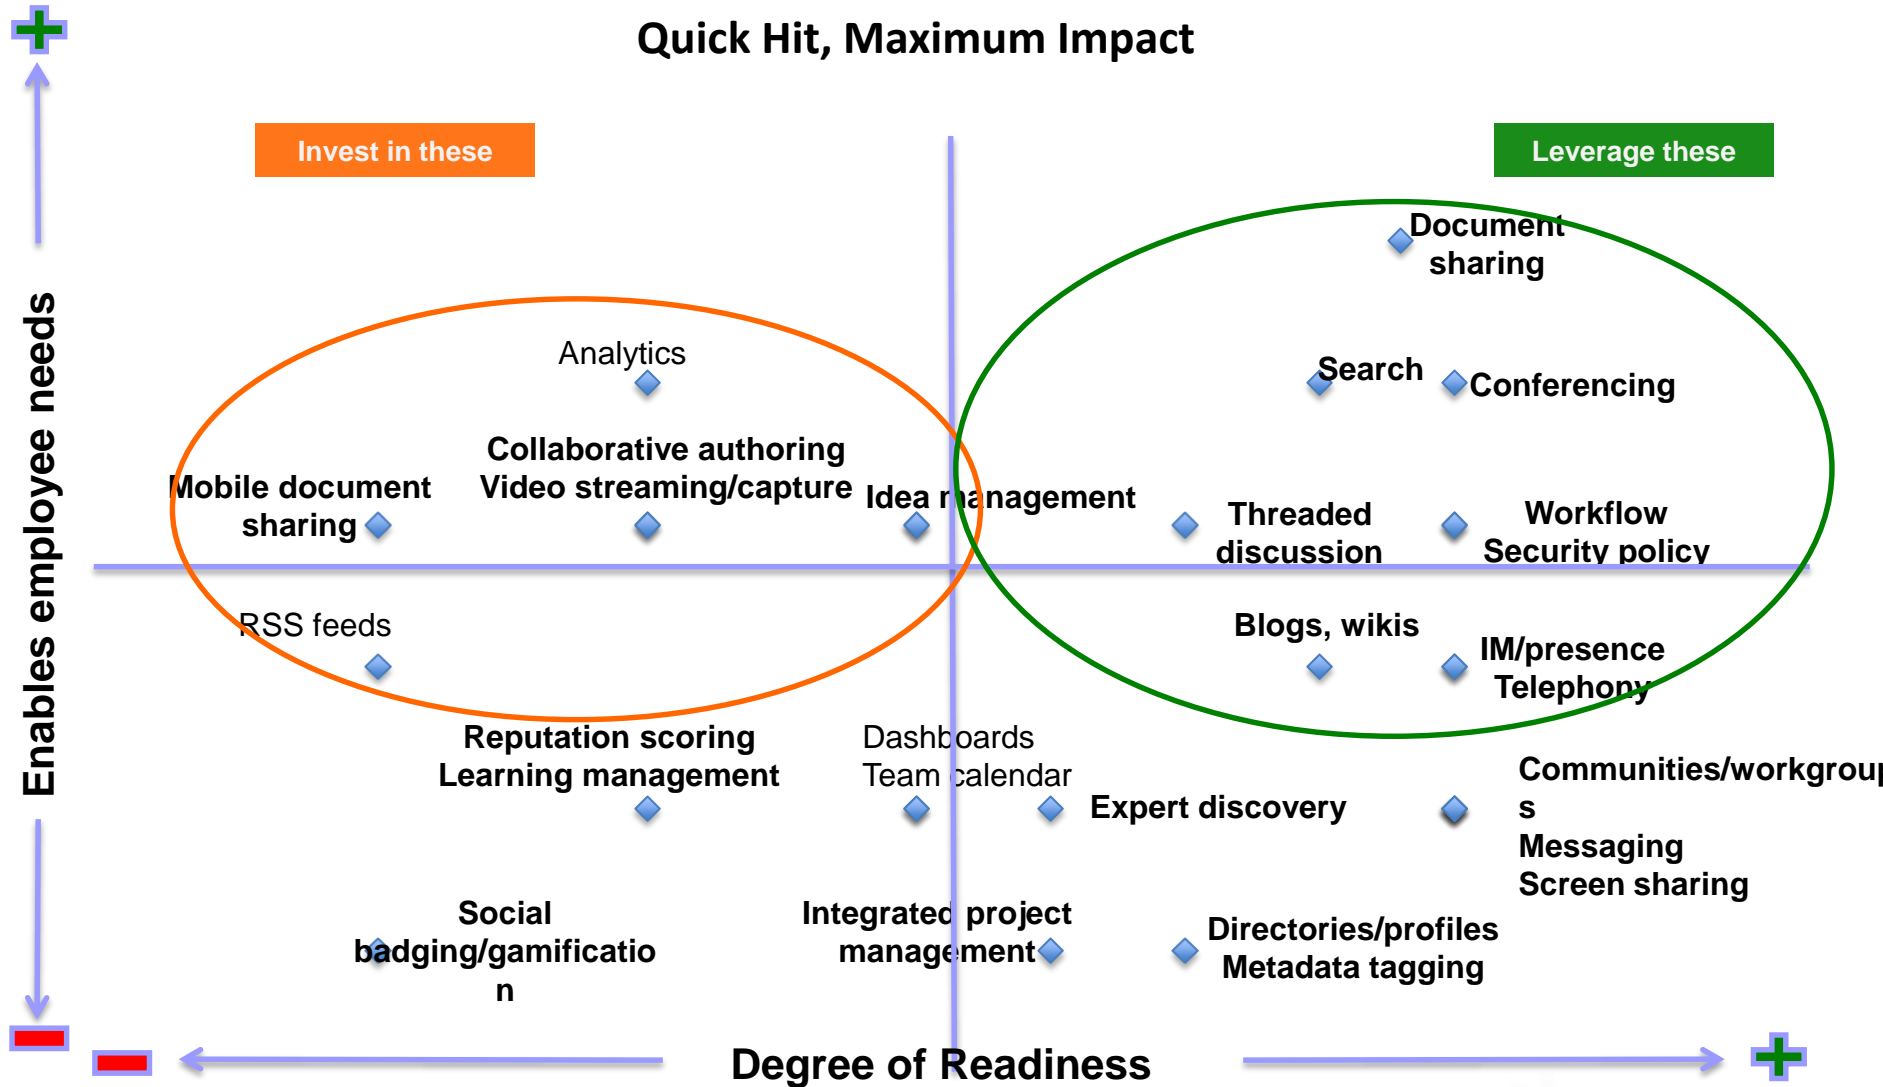 Quick Hit, Maximum Impact
Invest in these
Leverage these
Document
sharing
Analytics
Search
Conferencing
Collaborative authoring
Video streaming/capture
Mobile document
sharing
Idea management
Threaded
discussion
Workflow
Security policy
Enables employee needs
RSS feeds
Blogs, wikis
IM/presence
Telephony
Reputation scoring
Learning management
Dashboards
Team calendar
Expert discovery
Communities/workgroup
s
Messaging
Screen sharing
Social
badging/gamificatio
n
Integrated project
management
Directories/profiles
Metadata tagging
Degree of Readiness